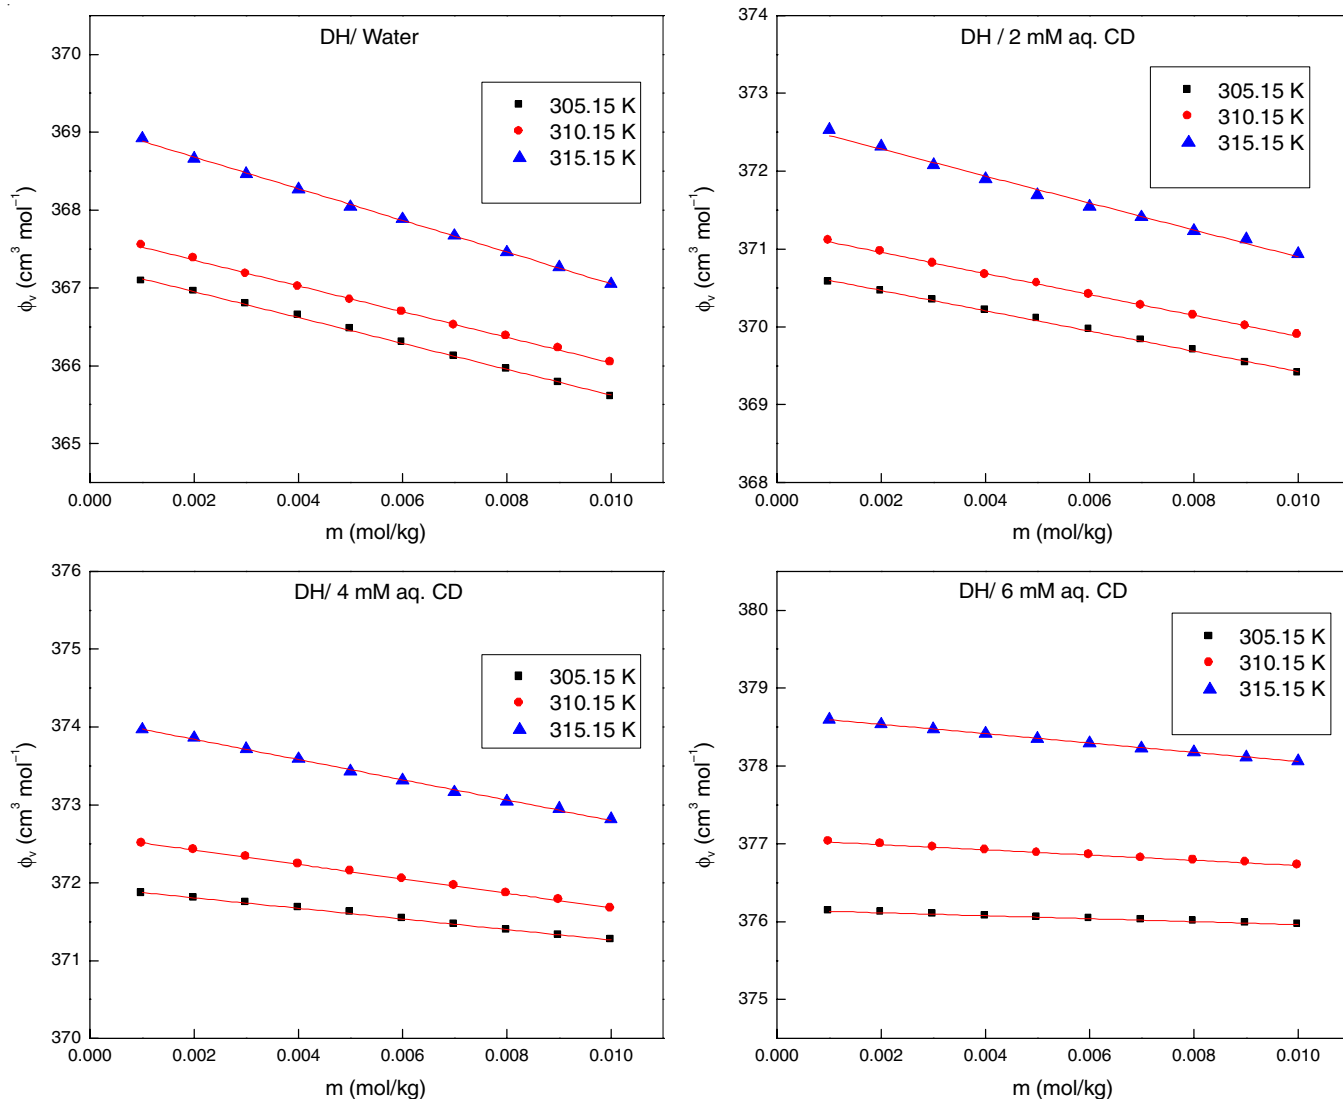 DH/ Water
370
369
368
367
366
365
ϕv (cm³ mol⁻¹)
305.15 K
310.15 K
315.15 K
0.000 0.002 0.004 0.006 0.008 0.010
m (mol/kg)
DH / 2 mM aq. CD
374
373
372
371
370
369
368
ϕv (cm³ mol⁻¹)
305.15 K
310.15 K
315.15 K
0.000 0.002 0.004 0.006 0.008 0.010
m (mol/kg)
DH/ 4 mM aq. CD
376
375
374
373
372
371
370
ϕv (cm³ mol⁻¹)
305.15 K
310.15 K
315.15 K
0.000 0.002 0.004 0.006 0.008 0.010
m (mol/kg)
DH/ 6 mM aq. CD
380
379
378
377
376
375
ϕv (cm³ mol⁻¹)
305.15 K
310.15 K
315.15 K
0.000 0.002 0.004 0.006 0.008 0.010
m (mol/kg)